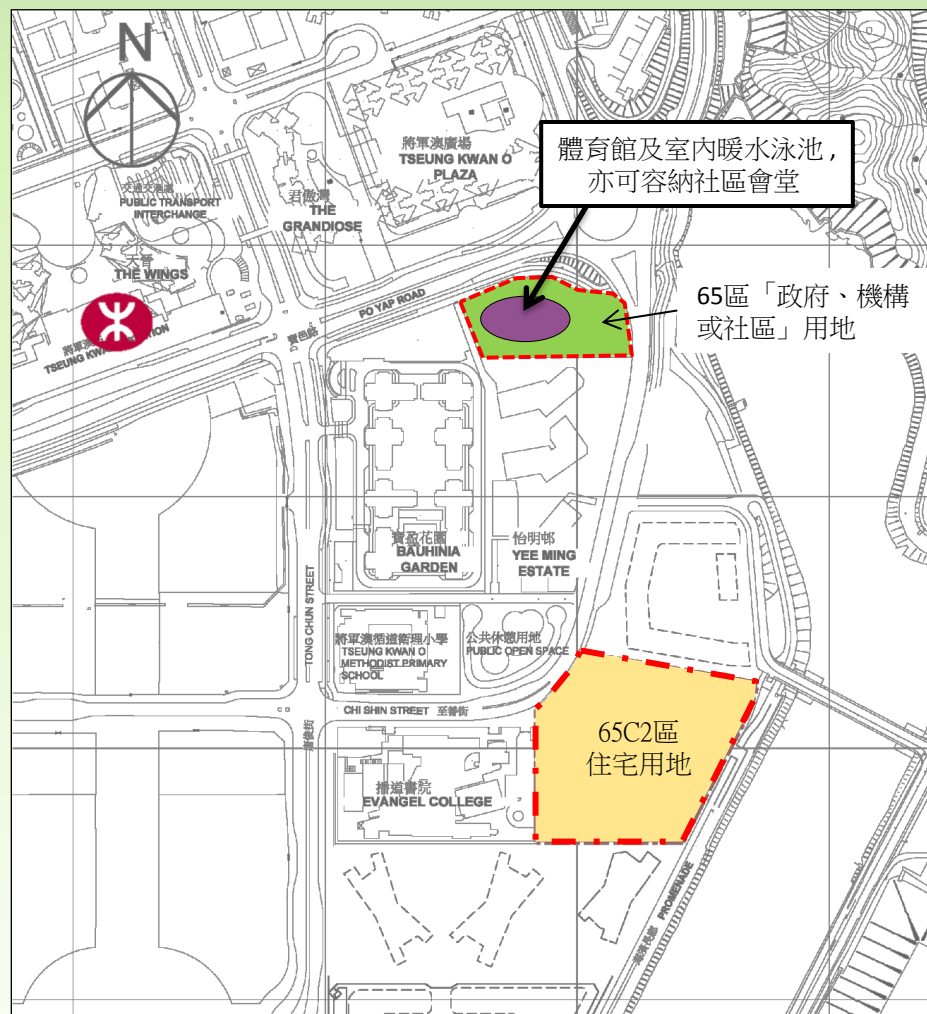 N
將軍澳廣場
TSEUNG KWAN O
PLAZA
體育館及室內暖水泳池,
亦可容納社區會堂
交通交匯處
PUBLIC TRANSPORT
INTERCHANGE
君傲灣
THE
GRANDIOSE
天晉
THE WINGS
PO YAP ROAD
寶邑路
65區「政府、機構
或社區」用地
TSEUNG KWAN
寶盈花園
BAUHINIA
GARDEN
怡明邨
YEE MING
ESTATE
TONG CHUN STREET
唐俊街
將軍澳循道衛理小學
TSEUNG KWAN O
METHODIST PRIMARY
SCHOOL
公共休憩用地
PUBLIC OPEN SPACE
CHI SHIN STREET 至善街
65C2區
住宅用地
播道書院
EVANGEL COLLEGE
海濱長廊 PROMENADE